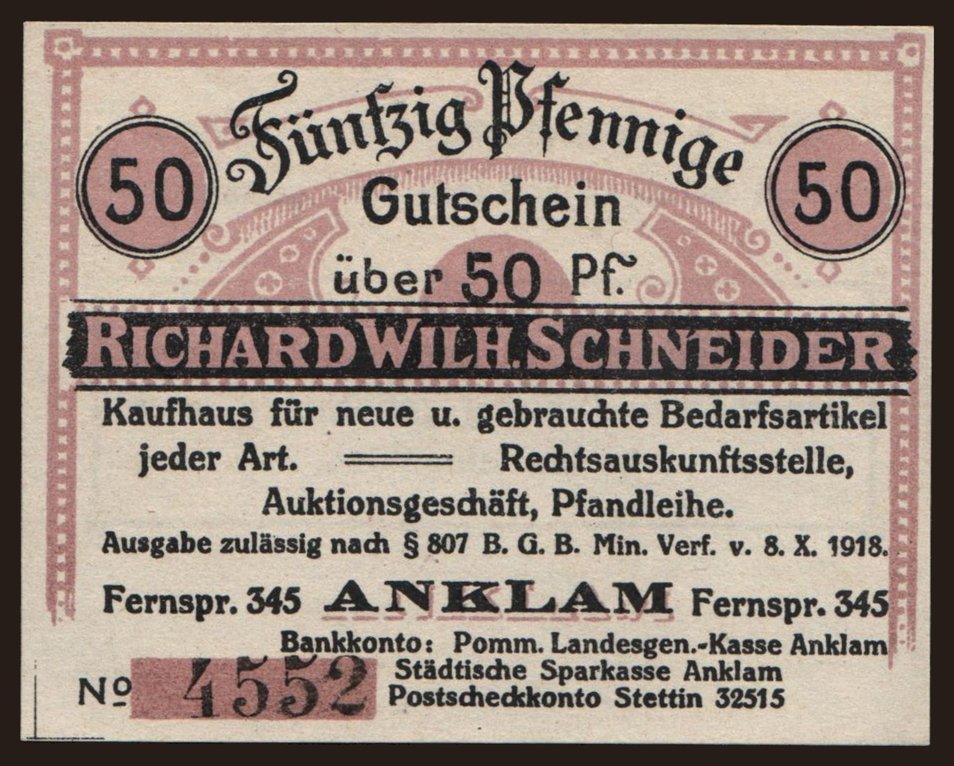 Fünfzig Pfennige
50 50
Gutschein
über 50 Pf.
RICHARD WILH. SCHNEIDER
Kaufhaus für neue u. gebrauchte Bedarfsartikel
jeder Art. Rechtsauskunftsstelle,
Auktionsgeschäft, Pfandleihe.
Ausgabe zulässig nach § 807 B. G. B. Min. Verf. v. 8. X. 1918.
Fernspr. 345 ANKLAM Fernspr. 345
Bankkonto: Pomm. Landesgen.-Kasse Anklam
Städtische Sparkasse Anklam
No 4552 Postscheckkonto Stettin 32515